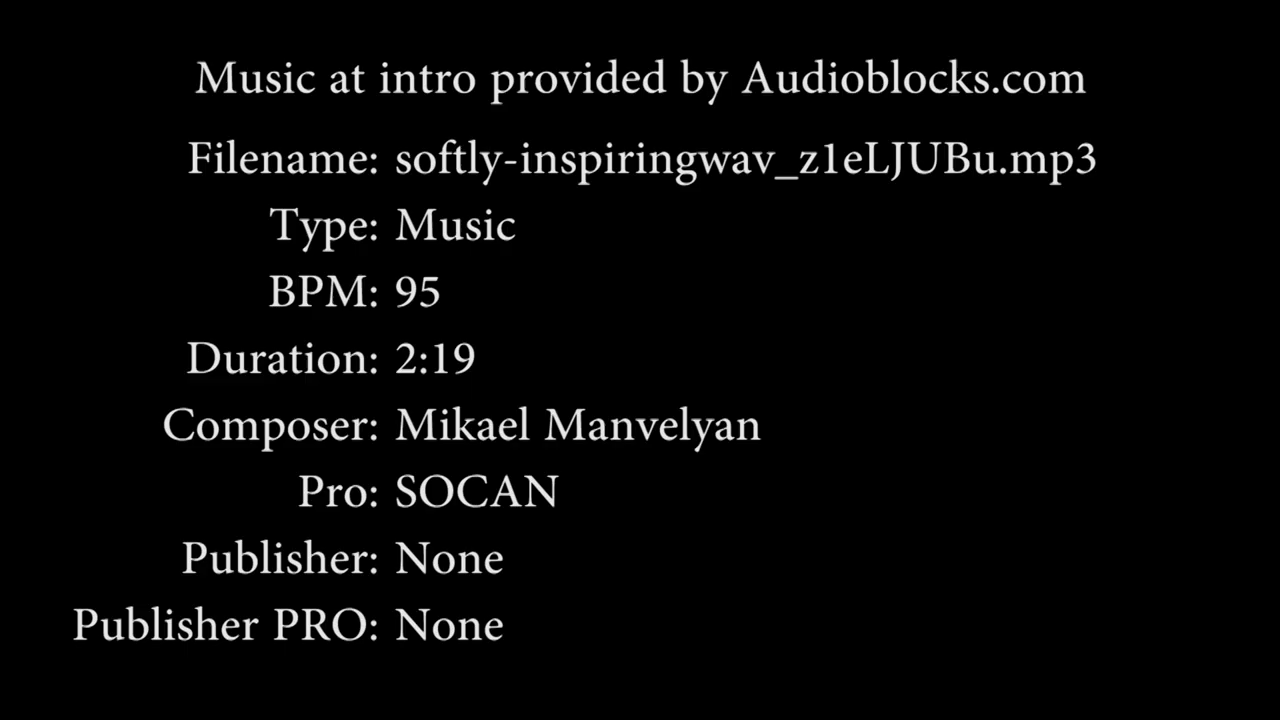 Music at intro provided by Audioblocks.com
Filename: softly-inspiringwav_z1eLJUBu.mp3
Type: Music
BPM: 95
Duration: 2:19
Composer: Mikael Manvelyan
Pro: SOCAN
Publisher: None
Publisher PRO: None